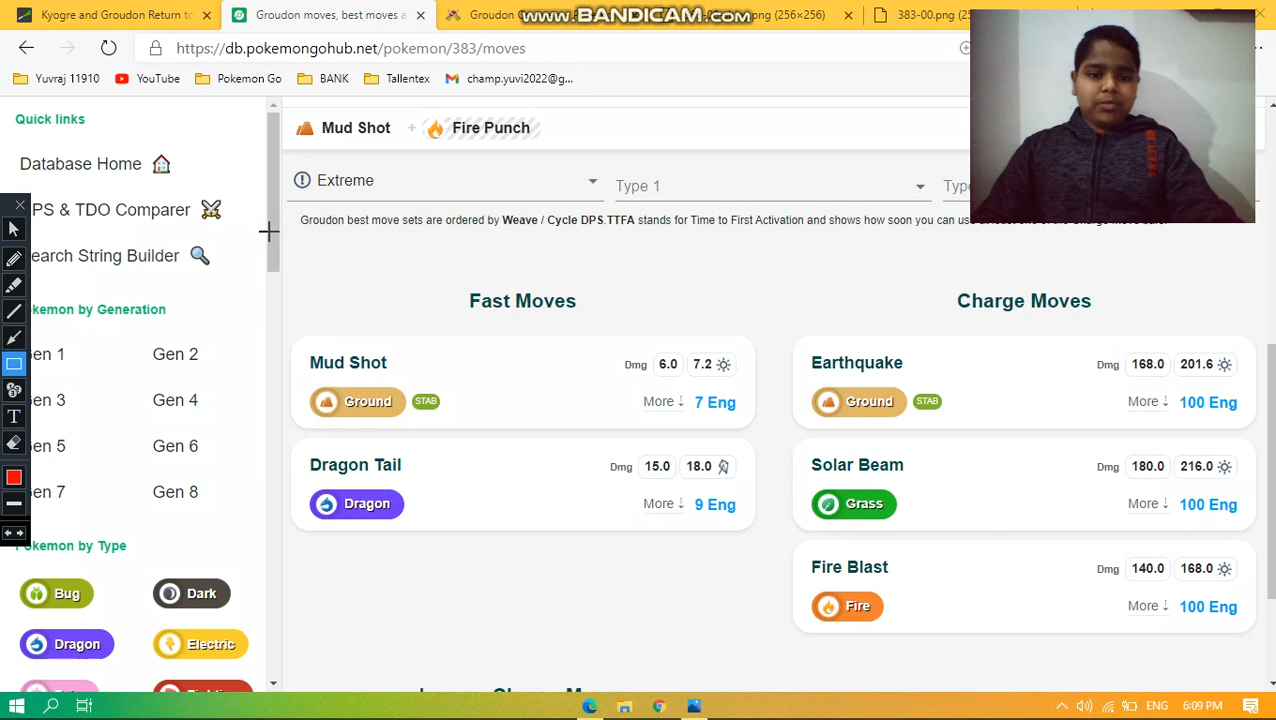 Kyogre and Groudon Return to
Groudon moves, best moves a
Groudon
www.BANDICAM.com
png (256×256)
383-00.png (25
https://db.pokemongohub.net/pokemon/383/moves
Yuvraj 11910
YouTube
Pokemon Go
BANK
Tallentex
champ.yuvi2022@g...
Quick links
Database Home
PS & TDO Comparer
earch String Builder
okemon by Generation
en 1
Gen 2
en 3
Gen 4
en 5
Gen 6
en 7
Gen 8
okemon by Type
Bug
Dark
Dragon
Electric
Mud Shot
+
Fire Punch
Extreme
Type 1
Groudon best move sets are ordered by Weave / Cycle DPS.TTFA stands for Time to First Activation and shows how soon you can use
Fast Moves
Mud Shot
Dmg 6.0 7.2
Ground STAB
More ↓ 7 Eng
Dragon Tail
Dmg 15.0 18.0
Dragon
More ↓ 9 Eng
Charge Moves
Earthquake
Dmg 168.0 201.6
Ground STAB
More ↓ 100 Eng
Solar Beam
Dmg 180.0 216.0
Grass
More ↓ 100 Eng
Fire Blast
Dmg 140.0 168.0
Fire
More ↓ 100 Eng
T
ENG
6:09 PM